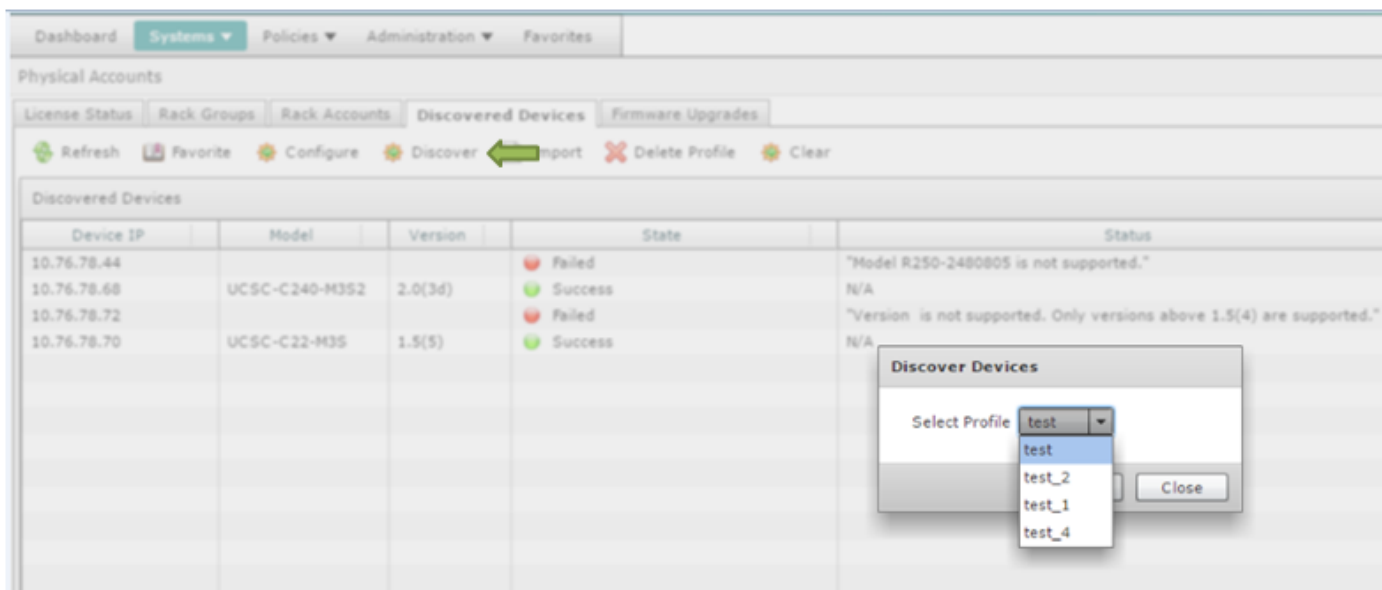 Dashboard Systems ▼ Policies ▼ Administration ▼ Favorites
Physical Accounts
License Status Rack Groups Rack Accounts Discovered Devices Firmware Upgrades
Refresh Favorite Configure Discover mport Delete Profile Clear
Discovered Devices
Device IP Model Version State Status
10.76.78.44 Failed "Model R250-2480805 is not supported."
10.76.78.68 UCSC-C240-M3S2 2.0(3d) Success N/A
10.76.78.72 Failed "Version is not supported. Only versions above 1.5(4) are supported."
10.76.78.70 UCSC-C22-M3S 1.5(5) Success N/A
Discover Devices
Select Profile test
test
test_2
Close
test_1
test_4